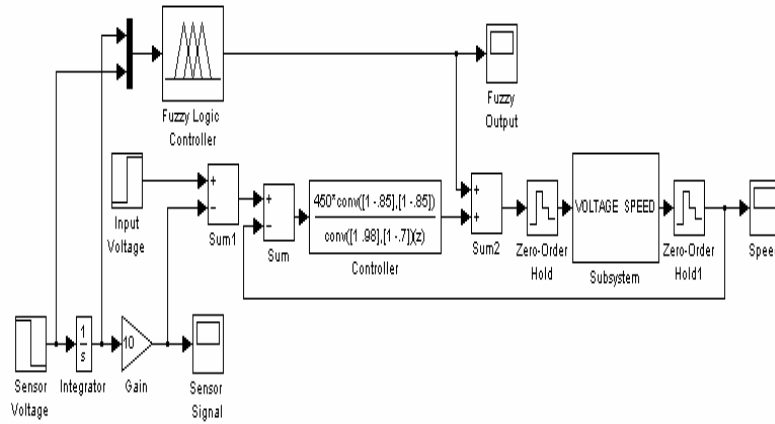 Fuzzy Logic
Controller
Fuzzy
Output
Input
Voltage
+
−
Sum1
+
−
Sum
450*conv([1 -.85],[1 -.85])
conv([1 .98],[1 -.7])(z)
Controller
+
+
Sum2
Zero-Order
Hold
VOLTAGE SPEED
Subsystem
Zero-Order
Hold1
Speed
Sensor
Voltage
1
s
Integrator
10
Gain
Sensor
Signal